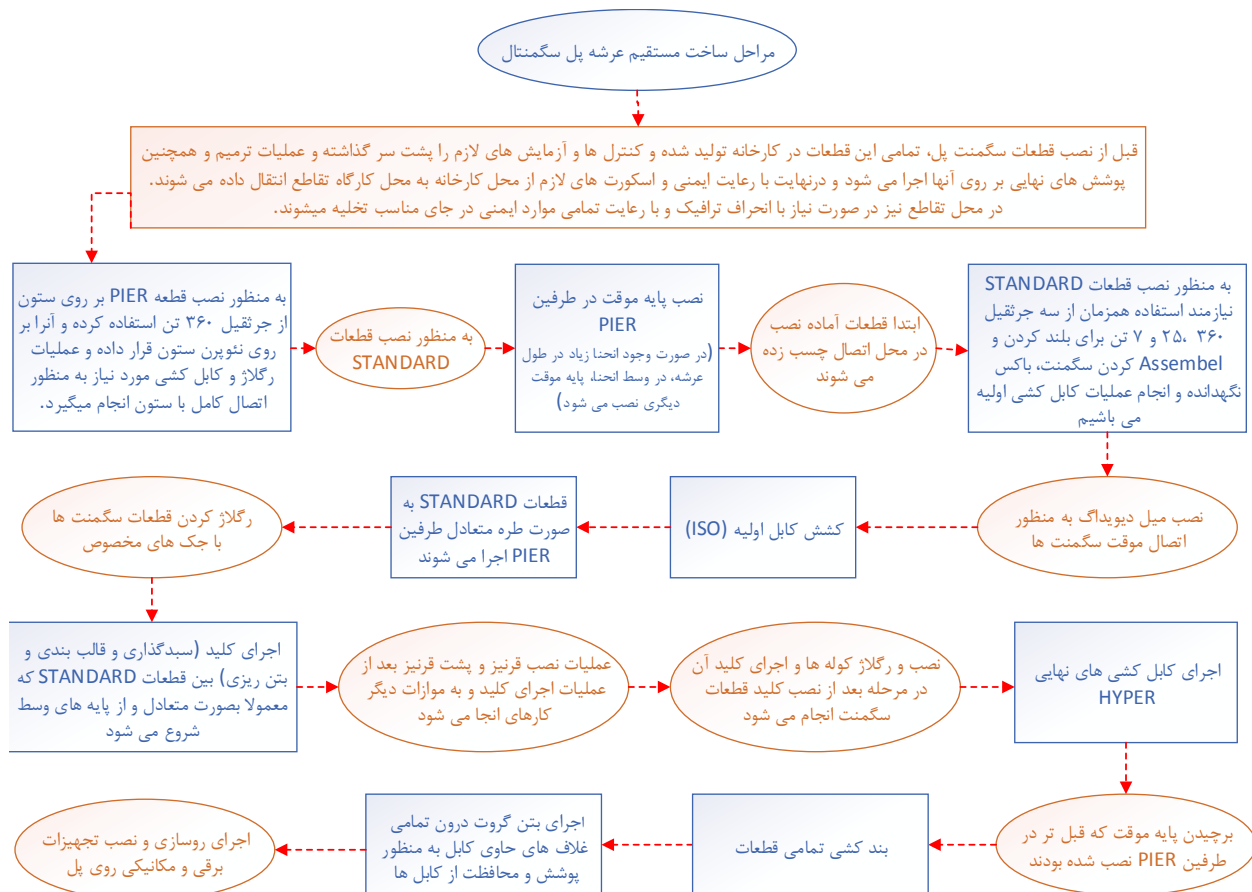 مراحل ساخت مستقیم عرشه پل سگمنتال
قبل از نصب قطعات سگمنت پل، تمامی این قطعات در کارخانه تولید شده و کنترل ها و آزمایش های لازم را پشت سر گذاشته و عملیات ترمیم و همچنین
پوشش های نهایی بر روی آنها اجرا می شود و درنهایت با رعایت ایمنی و اسکورت های لازم از محل کارخانه به محل کارگاه تقاطع انتقال داده می شوند.
در محل تقاطع نیز در صورت نیاز با انحراف ترافیک و با رعایت تمامی موارد ایمنی در جای مناسب تخلیه میشوند.
به منظور نصب قطعه PIER بر روی ستون
از جرثقیل ۳۶۰ تن استفاده کرده و آنرا بر
روی نئوپرن ستون قرار داده و عملیات
رگلاژ و کابل کشی مورد نیاز به منظور
اتصال کامل با ستون انجام میگیرد.
به منظور نصب قطعات
STANDARD
نصب پایه موقت در طرفین
PIER
(در صورت وجود انحنا زیاد در طول
عرشه، در وسط انحنا، پایه موقت
دیگری نصب می شود)
ابتدا قطعات آماده نصب
در محل اتصال چسب زده
می شوند
به منظور نصب قطعات STANDARD
نیازمند استفاده همزمان از سه جرثقیل
۳۶۰ ،۲۵ و ۷ تن برای بلند کردن و
Assembel کردن سگمنت، باکس
نگهدانده و انجام عملیات کابل کشی اولیه
می باشیم
نصب میل دیویداگ به منظور
اتصال موقت سگمنت ها
کشش کابل اولیه (ISO)
قطعات STANDARD به
صورت طره متعادل طرفین
PIER اجرا می شوند
رگلاژ کردن قطعات سگمنت ها
با جک های مخصوص
اجرای کلید (سبدگذاری و قالب بندی و
بتن ریزی) بین قطعات STANDARD که
معمولا بصورت متعادل و از پایه های وسط
شروع می شود
عملیات نصب قرنیز و پشت قرنیز بعد از
عملیات اجرای کلید و به موازات دیگر
کارهای انجا می شود
نصب و رگلاژ کوله ها و اجرای کلید آن
در مرحله بعد از نصب کلید قطعات
سگمنت انجام می شود
اجرای کابل کشی های نهایی
HYPER
برچیدن پایه موقت که قبل تر در
طرفین PIER نصب شده بودند
بند کشی تمامی قطعات
اجرای بتن گروت درون تمامی
غلاف های حاوی کابل به منظور
پوشش و محافظت از کابل ها
اجرای روسازی و نصب تجهیزات
برقی و مکانیکی روی پل